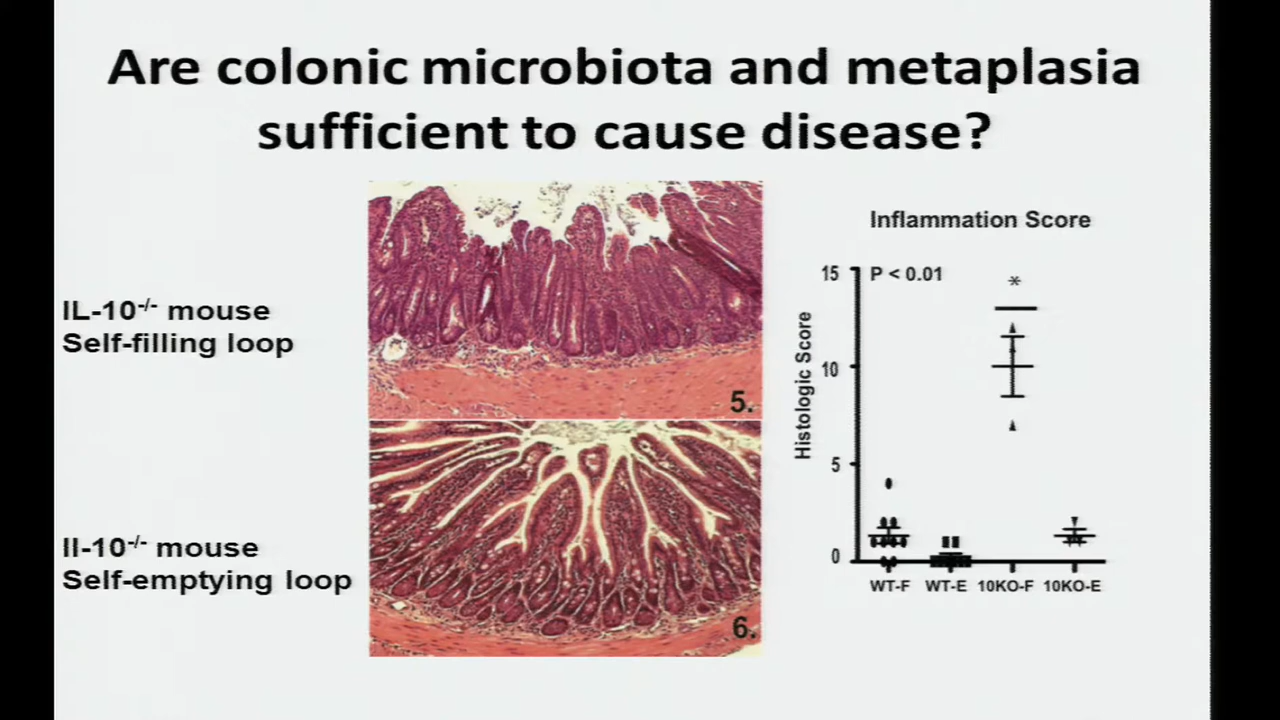 Are colonic microbiota and metaplasia
sufficient to cause disease?
IL-10-/- mouse
Self-filling loop
5.
Il-10-/- mouse
Self-emptying loop
6.
Inflammation Score
P < 0.01
*
Histologic Score
15
10
5
0
WT-F WT-E 10KO-F 10KO-E